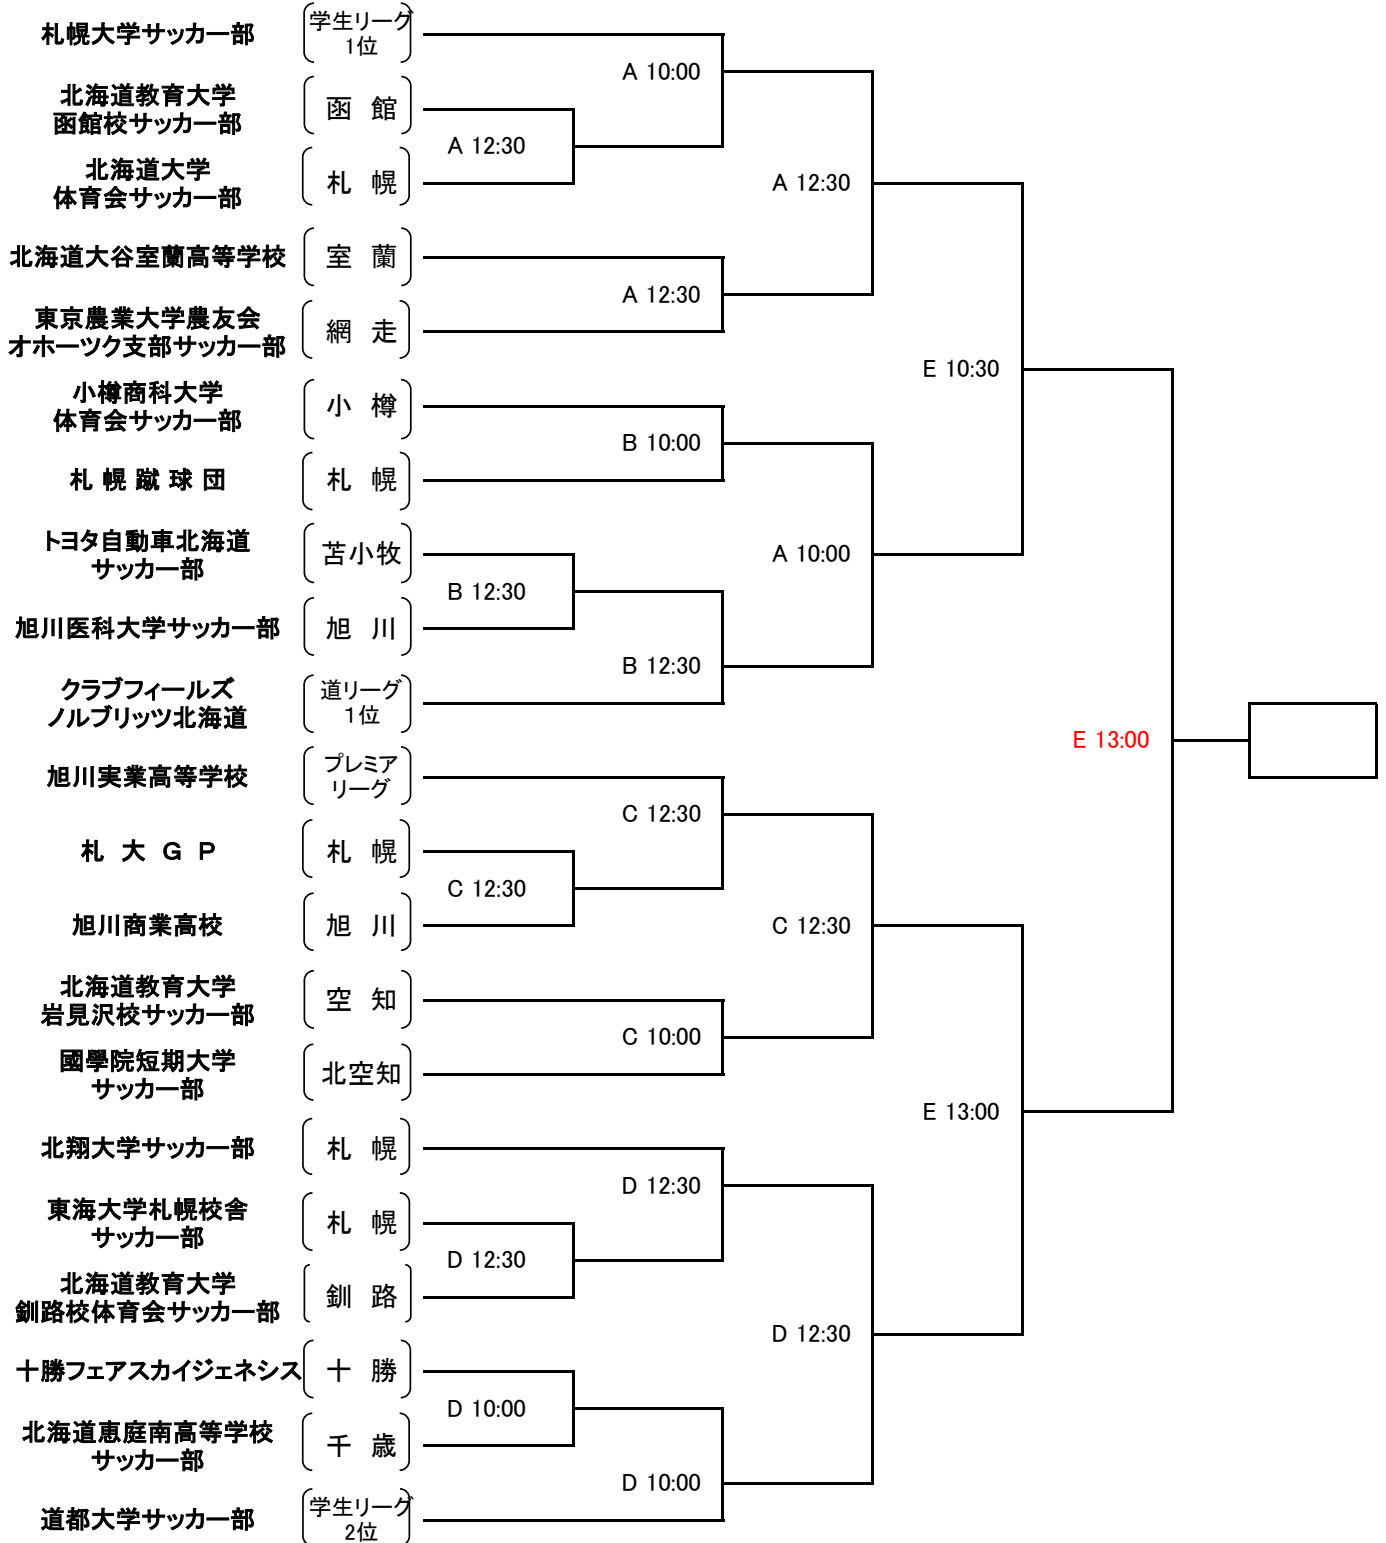 札幌大学サッカー部
学生リーグ
1位
A 10:00
北海道教育大学
函館校サッカー部
函 館
A 12:30
北海道大学
体育会サッカー部
札 幌
A 12:30
北海道大谷室蘭高等学校
室 蘭
A 12:30
東京農業大学農友会
オホーツク支部サッカー部
網 走
E 10:30
小樽商科大学
体育会サッカー部
小 樽
B 10:00
札 幌 蹴 球 団
札 幌
トヨタ自動車北海道
サッカー部
苫小牧
A 10:00
B 12:30
旭川医科大学サッカー部
旭 川
B 12:30
クラブフィールズ
ノルブリッツ北海道
道リーグ
1位
E 13:00
旭川実業高等学校
プレミア
リーグ
C 12:30
札 大 G P
札 幌
C 12:30
旭川商業高校
旭 川
C 12:30
北海道教育大学
岩見沢校サッカー部
空 知
C 10:00
國學院短期大学
サッカー部
北空知
E 13:00
北翔大学サッカー部
札 幌
D 12:30
東海大学札幌校舎
サッカー部
札 幌
D 12:30
北海道教育大学
釧路校体育会サッカー部
釧 路
D 12:30
十勝フェアスカイジェネシス
十 勝
D 10:00
北海道恵庭南高等学校
サッカー部
千 歳
D 10:00
道都大学サッカー部
学生リーグ
2位